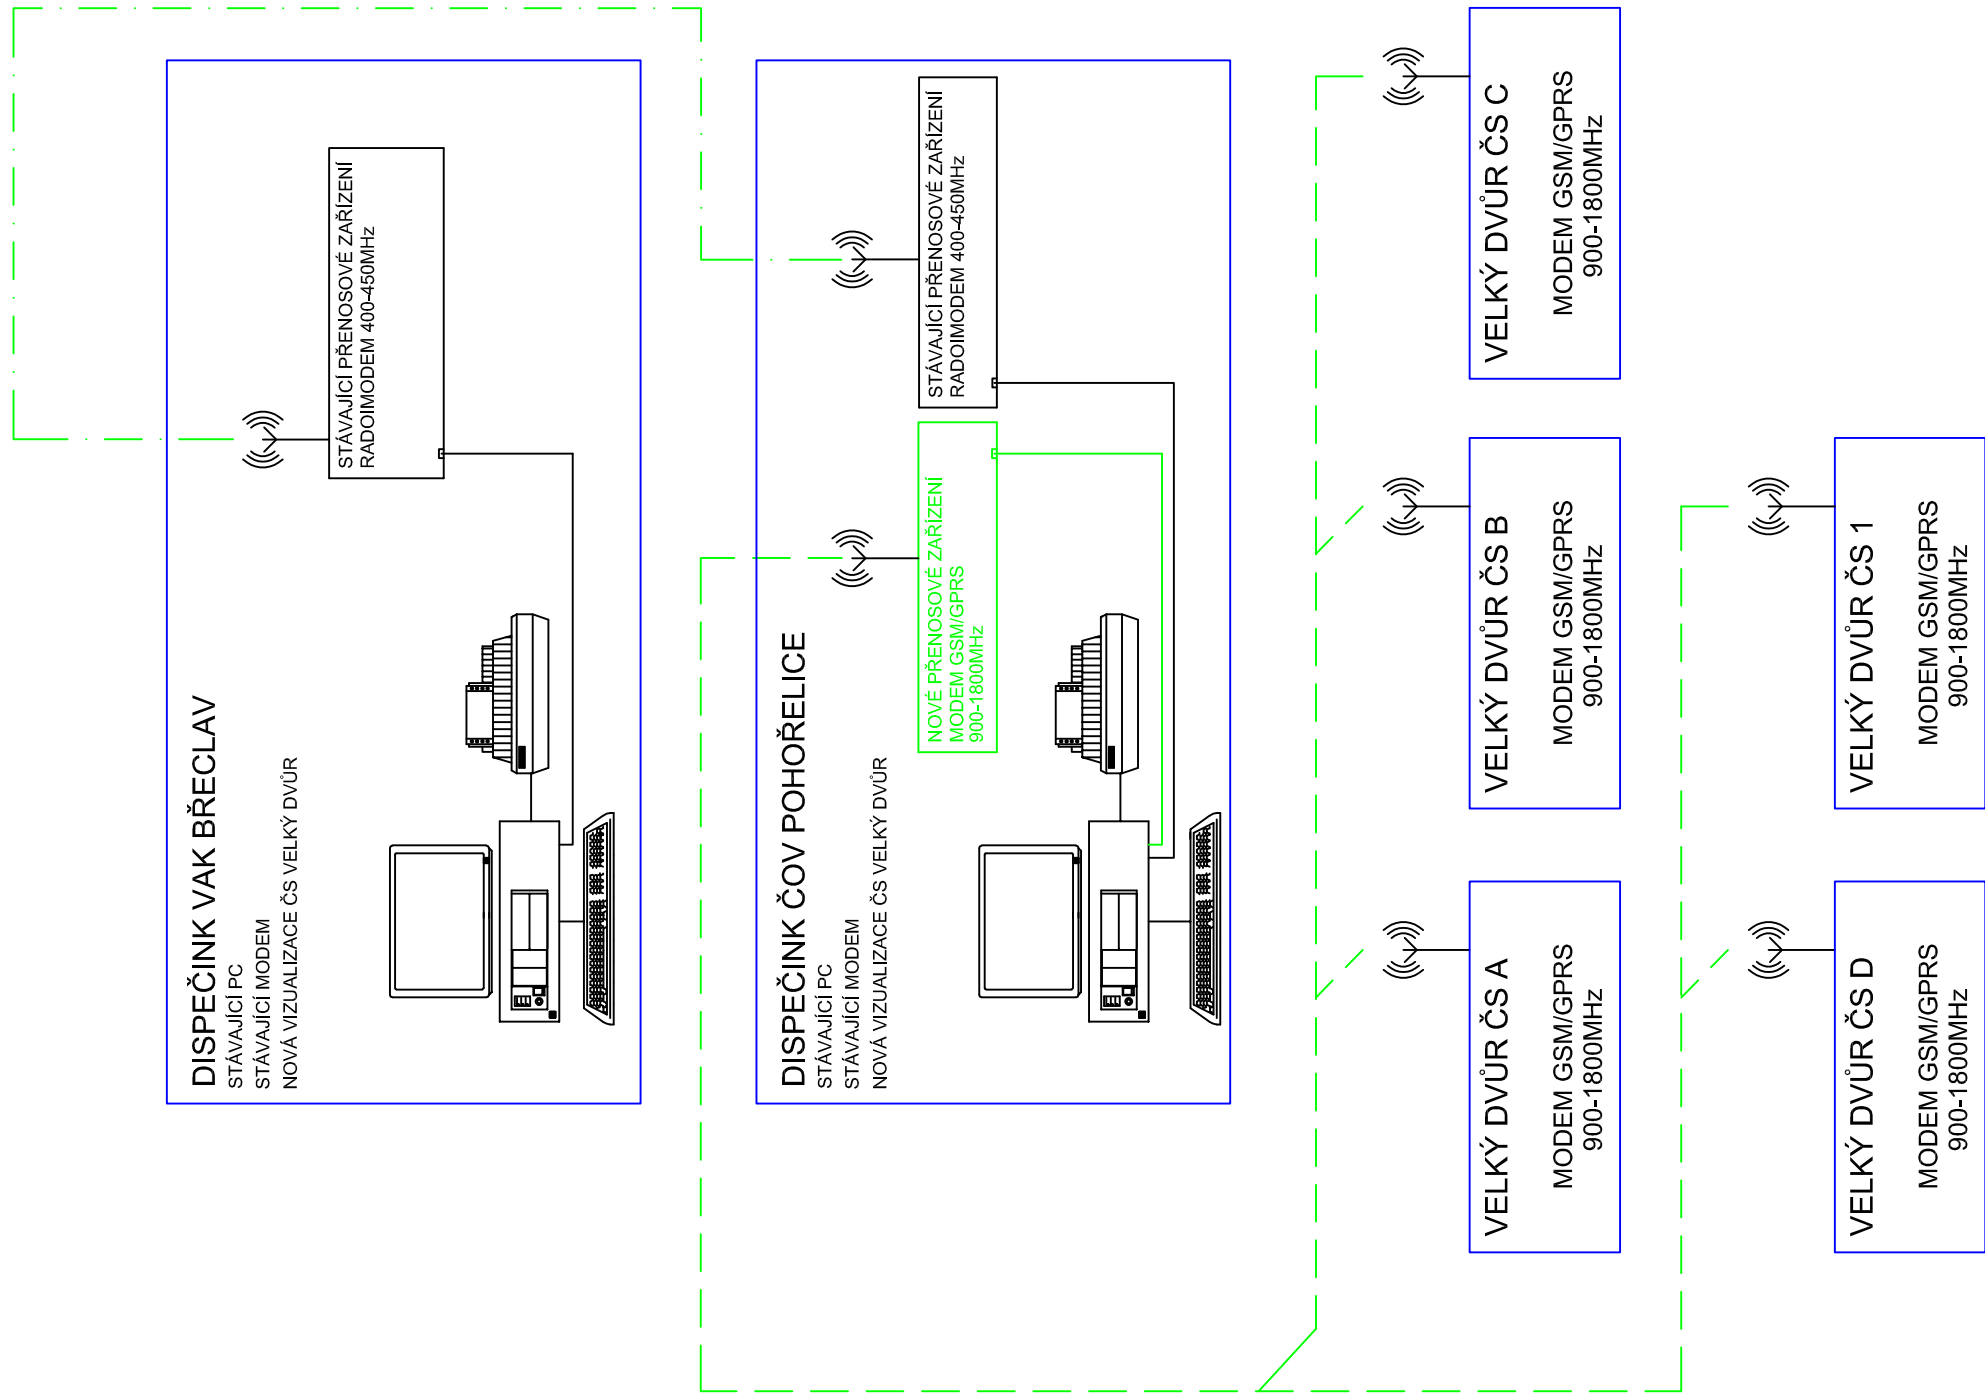 DISPEČINK VAK BŘECLAV
STÁVAJÍCÍ PC
STÁVAJÍCÍ MODEM
NOVÁ VIZUALIZACE ČS VELKÝ DVŮR
STÁVAJÍCÍ PŘENOSOVÉ ZAŘÍZENÍ
RADOIMODEM 400-450MHz
DISPEČINK ČOV POHOŘELICE
STÁVAJÍCÍ PC
STÁVAJÍCÍ MODEM
NOVÁ VIZUALIZACE ČS VELKÝ DVŮR
NOVÉ PŘENOSOVÉ ZAŘÍZENÍ
MODEM GSM/GPRS
900-1800MHz
STÁVAJÍCÍ PŘENOSOVÉ ZAŘÍZENÍ
RADOIMODEM 400-450MHz
VELKÝ DVŮR ČS A
MODEM GSM/GPRS
900-1800MHz
VELKÝ DVŮR ČS B
MODEM GSM/GPRS
900-1800MHz
VELKÝ DVŮR ČS C
MODEM GSM/GPRS
900-1800MHz
VELKÝ DVŮR ČS D
MODEM GSM/GPRS
900-1800MHz
VELKÝ DVŮR ČS 1
MODEM GSM/GPRS
900-1800MHz